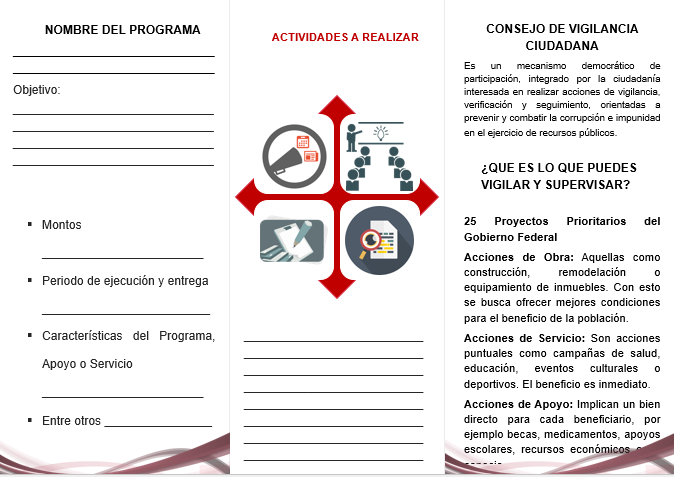 NOMBRE DEL PROGRAMA
Objetivo:
Montos
Periodo de ejecución y entrega
Características del Programa,
Apoyo o Servicio
Entre otros
ACTIVIDADES A REALIZAR
CONSEJO DE VIGILANCIA
CIUDADANA
Es un mecanismo democrático de
participación, integrado por la ciudadanía
interesada en realizar acciones de vigilancia,
verificación y seguimiento, orientadas a
prevenir y combatir la corrupción e impunidad
en el ejercicio de recursos públicos.
¿QUE ES LO QUE PUEDES
VIGILAR Y SUPERVISAR?
25 Proyectos Prioritarios del
Gobierno Federal
Acciones de Obra: Aquellas como
construcción, remodelación o
equipamiento de inmuebles. Con esto
se busca ofrecer mejores condiciones
para el beneficio de la población.
Acciones de Servicio: Son acciones
puntuales como campañas de salud,
educación, eventos culturales o
deportivos. El beneficio es inmediato.
Acciones de Apoyo: Implican un bien
directo para cada beneficiario, por
ejemplo becas, medicamentos, apoyos
escolares, recursos económicos